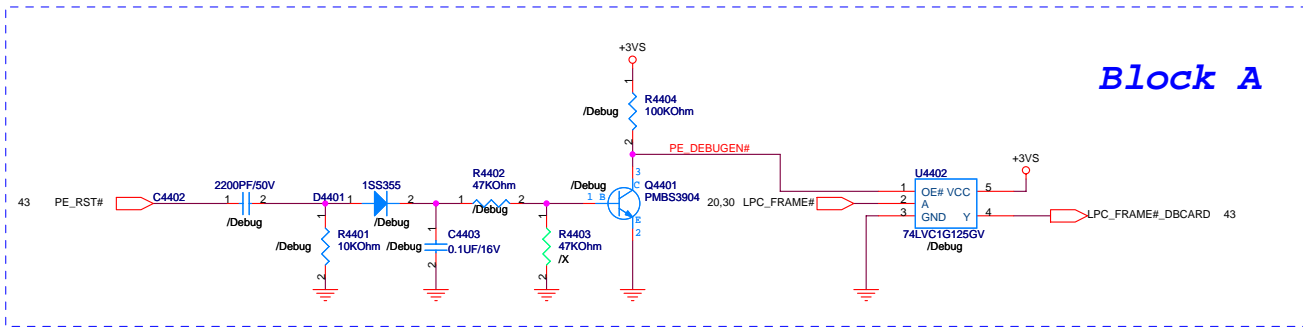 Block A
+3VS
1
R4404
100KOhm
/Debug
2
PE_DEBUGEN#
+3VS
U4402
1 OE# VCC 5
2 A
3 GND Y 4
74LVC1G125GV
/Debug
20,30 LPC_FRAME#
LPC_FRAME#_DBCARD 43
43 PE_RST#
C4402
2200PF/50V
1 2
/Debug
D4401
1SS355
1 2
/Debug
1
R4401
10KOhm
/Debug
2
1
C4403
0.1UF/16V
/Debug
2
R4402
47KOhm
1 2
/Debug
1
R4403
47KOhm
/X
2
/Debug
3
C
Q4401
PMBS3904
1 B
E
2